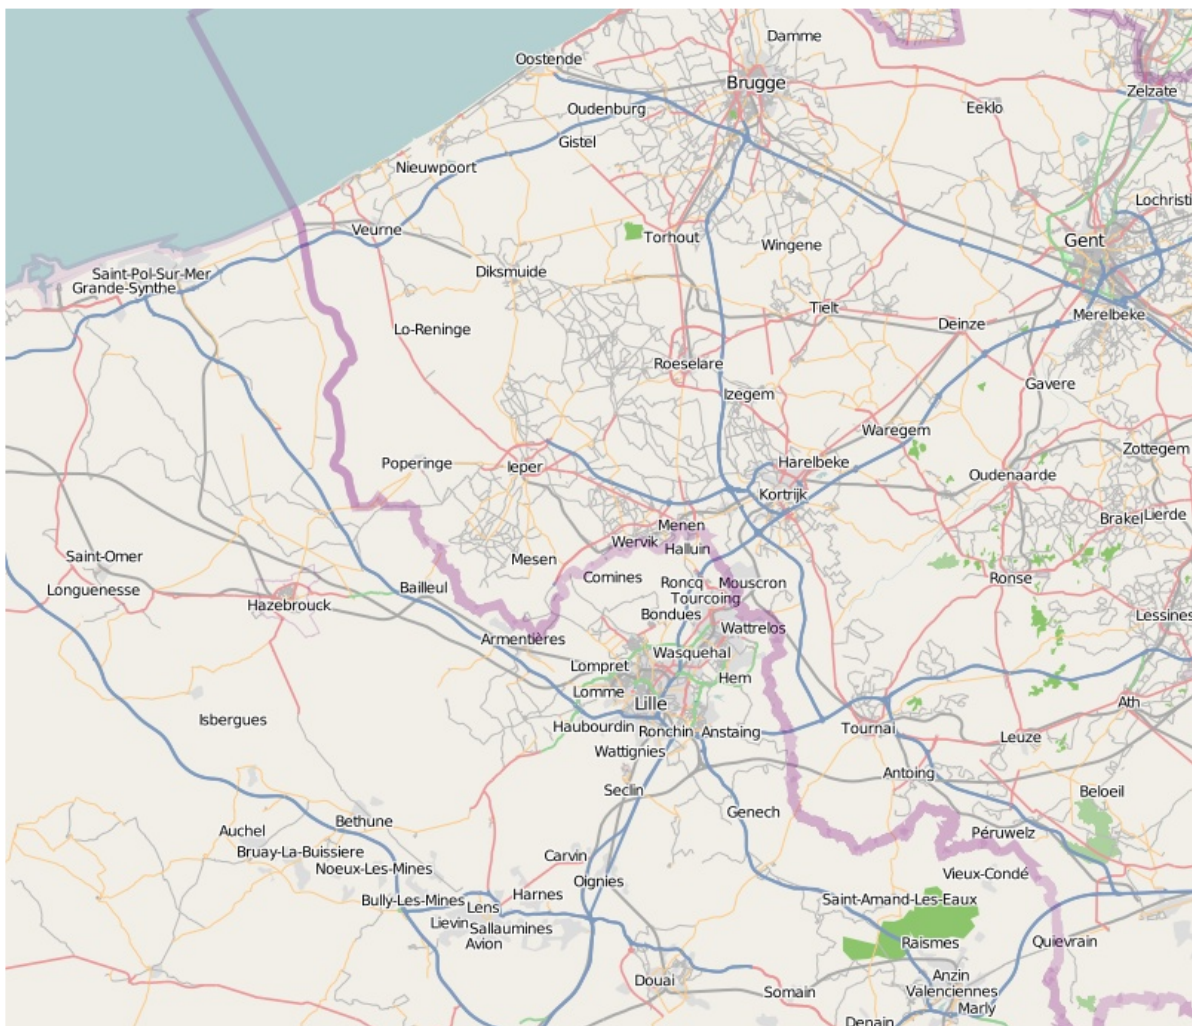 Damme
Oostende
Brugge
Zelzate
Eeklo
Oudenburg
Gistel
Nieuwpoort
Lochristi
Veurne
Torhout
Wingene
Gent
Saint-Pol-Sur-Mer
Diksmuide
Grande-Synthe
Tielt
Merelbeke
Deinze
Lo-Reninge
Roeselare
Gavere
Izegem
Waregem
Zottegem
Poperinge
Ieper
Harelbeke
Oudenaarde
Kortrijk
Brakel
Lierde
Menen
Wervik
Halluin
Saint-Omer
Mesen
Comines
Roncq
Mouscron
Ronse
Longuenesse
Bailleul
Hazebrouck
Tourcoing
Bondues
Lessines
Wattrelos
Armentières
Wasquehal
Lompret
Hem
Lomme
Lille
Ath
Isbergues
Haubourdin
Ronchin
Anstaing
Tournai
Leuze
Wattignies
Antoing
Seclin
Beloeil
Genech
Bethune
Auchel
Péruwelz
Bruay-La-Buissiere
Carvin
Noeux-Les-Mines
Vieux-Condé
Oignies
Harnes
Bully-Les-Mines
Saint-Amand-Les-Eaux
Lens
Lievin
Sallaumines
Avion
Raismes
Quievrain
Anzin
Douai
Somain
Valenciennes
Marly
Denain